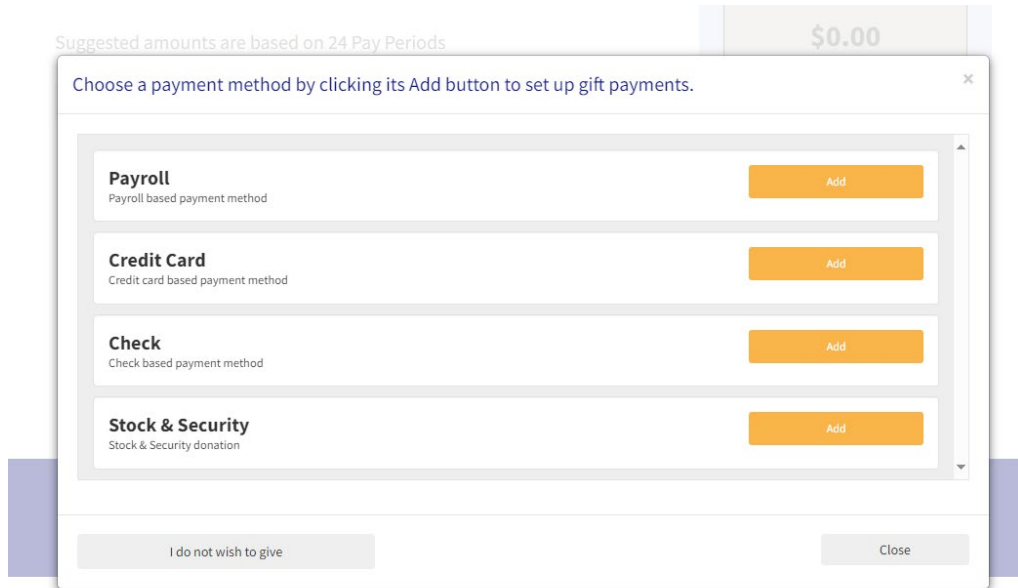 Suggested amounts are based on 24 Pay Periods
$0.00
Choose a payment method by clicking its Add button to set up gift payments.
×
Payroll
Payroll based payment method
Add
Credit Card
Credit card based payment method
Add
Check
Check based payment method
Add
Stock & Security
Stock & Security donation
Add
I do not wish to give
Close